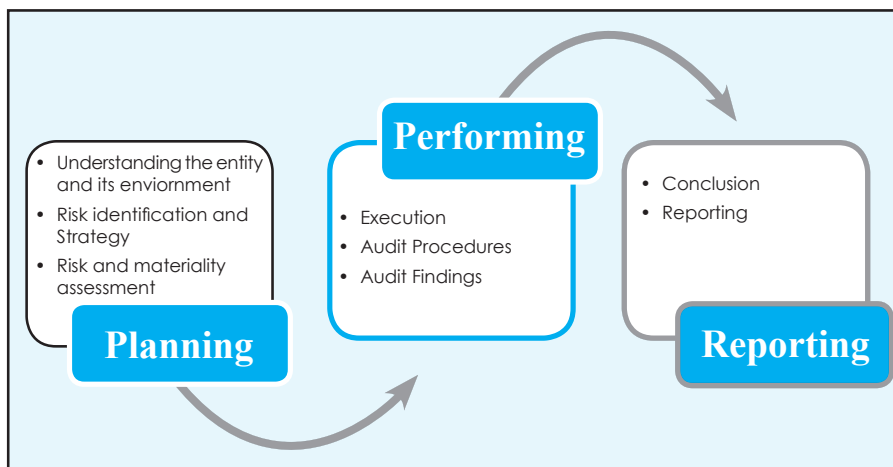 • Understanding the entity
and its enviornment
• Risk identification and
Strategy
• Risk and materiality
assessment
Planning
Performing
• Execution
• Audit Procedures
• Audit Findings
• Conclusion
• Reporting
Reporting